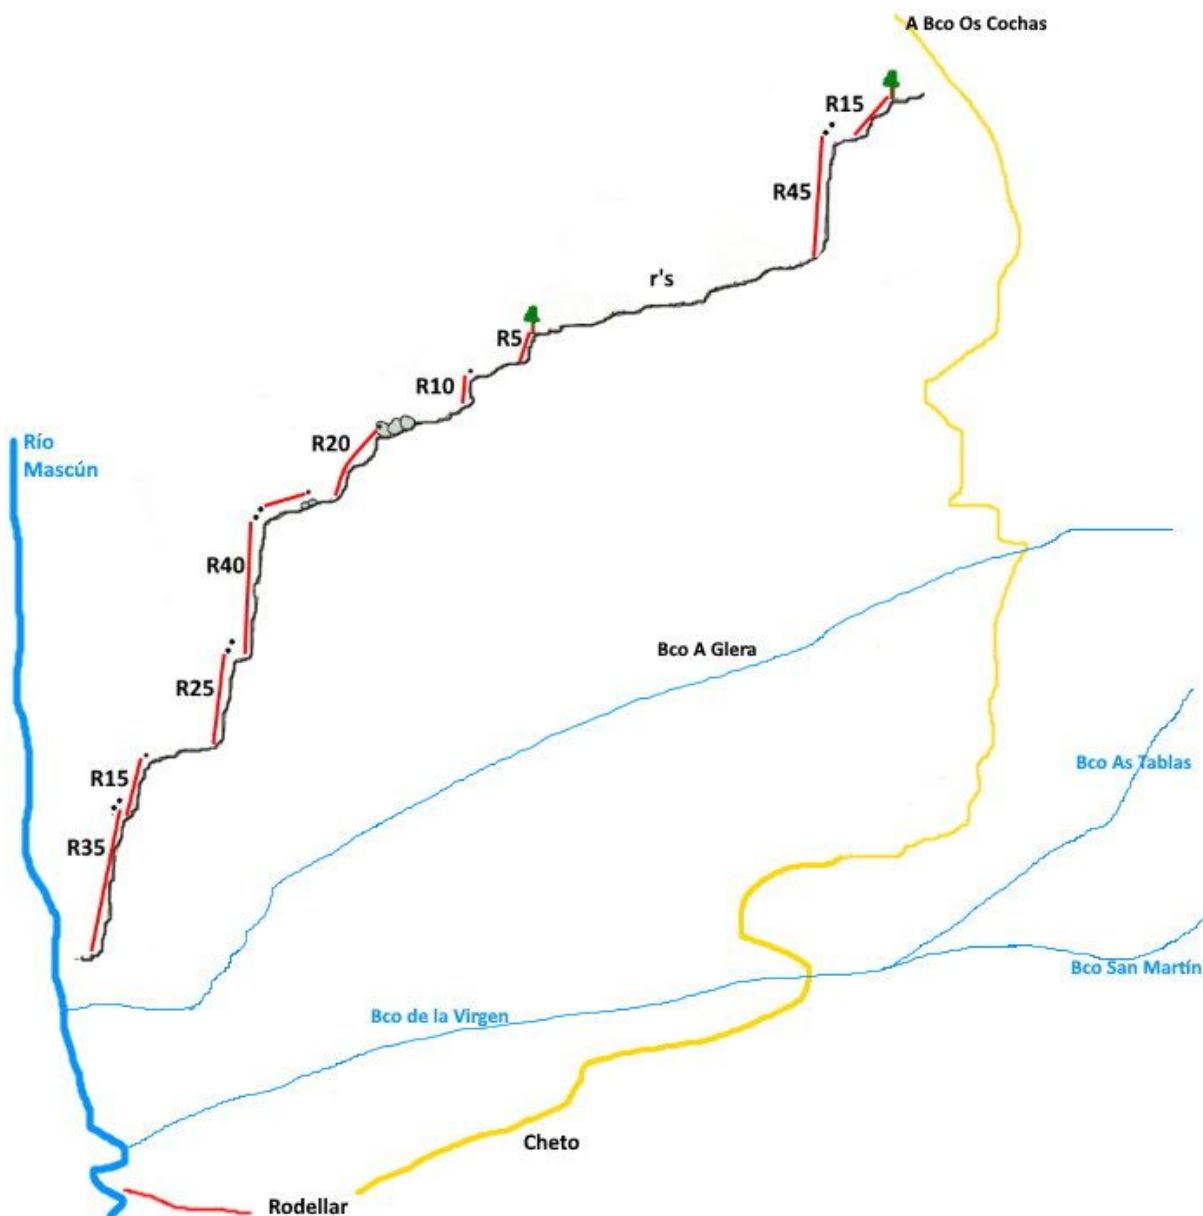 A Bco Os Cochas
R15
R45
r's
R5
R10
R20
Río
Mascún
R40
Bco A Glera
R25
Bco As Tablas
R15
R35
Bco San Martín
Bco de la Virgen
Cheto
Rodellar